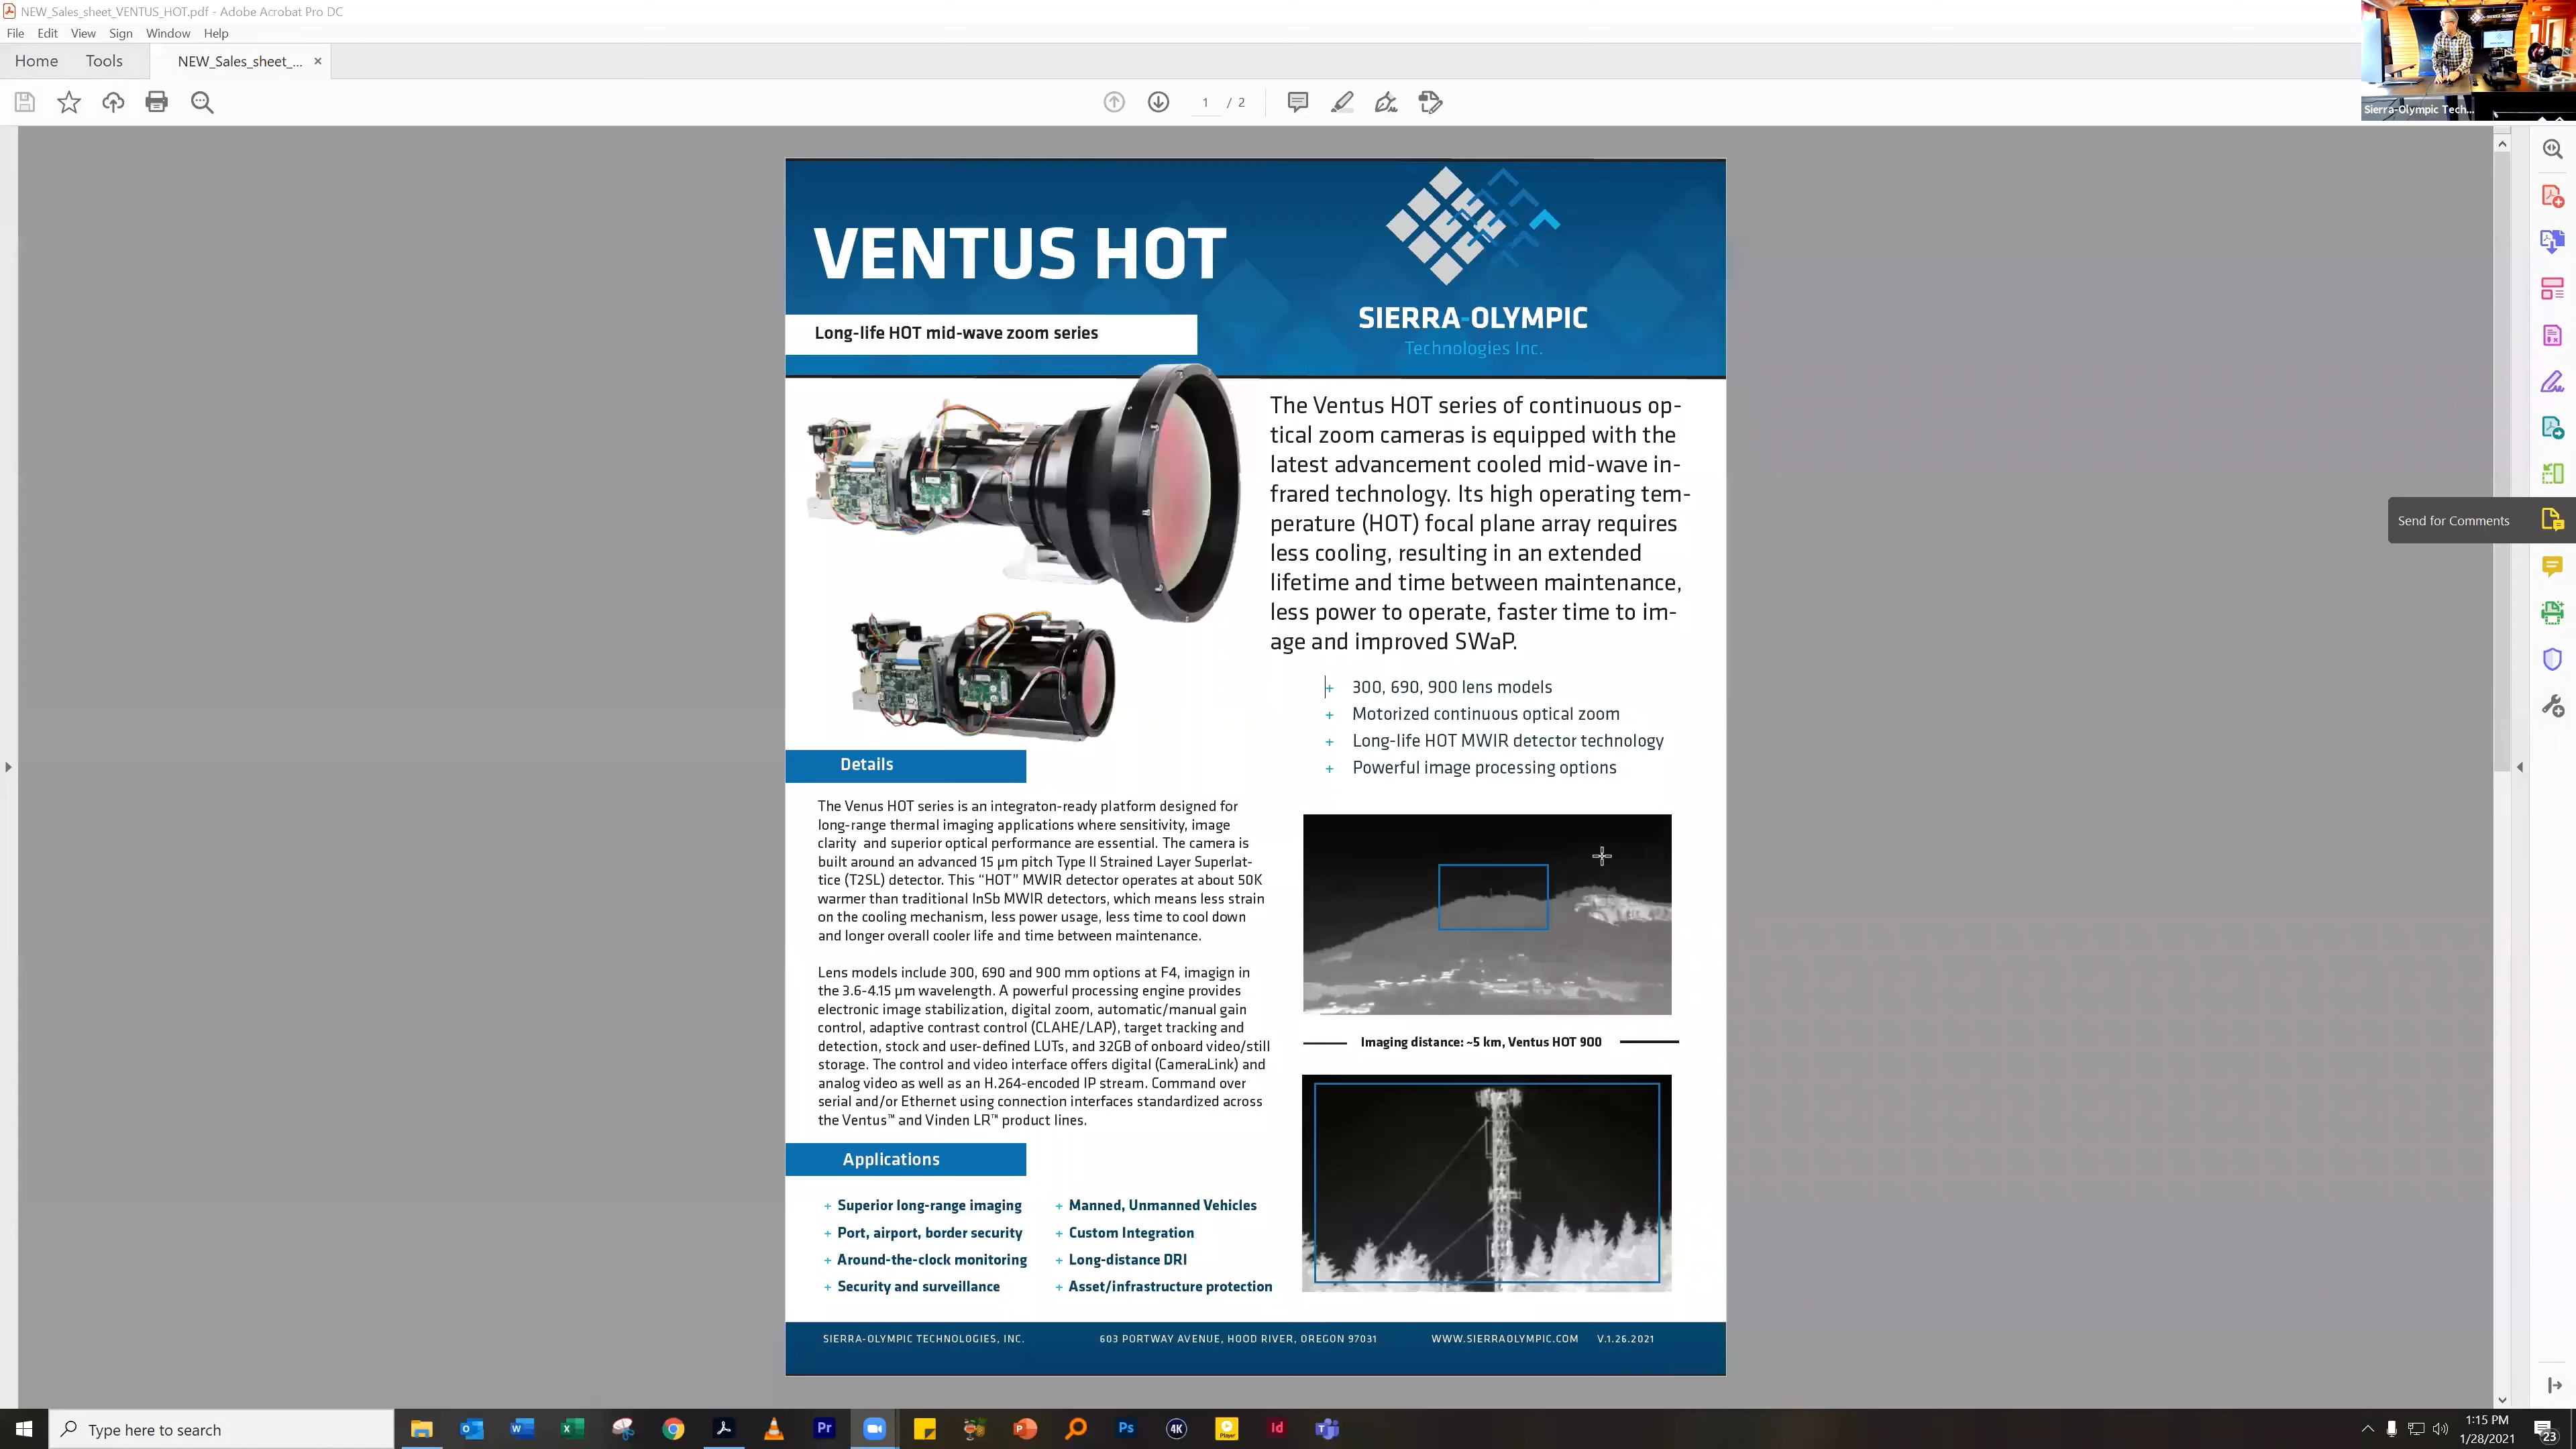 NEW_Sales_sheet_VENTUS_HOT.pdf - Adobe Acrobat Pro DC
File Edit View Sign Window Help
Home Tools NEW_Sales_sheet_... ×
1 / 2
Sierra-Olympic Tech...
VENTUS HOT
Long-life HOT mid-wave zoom series
SIERRA-OLYMPIC
Technologies Inc.
The Ventus HOT series of continuous op-
tical zoom cameras is equipped with the
latest advancement cooled mid-wave in-
frared technology. Its high operating tem-
perature (HOT) focal plane array requires
less cooling, resulting in an extended
lifetime and time between maintenance,
less power to operate, faster time to im-
age and improved SWaP.
+ 300, 690, 900 lens models
+ Motorized continuous optical zoom
+ Long-life HOT MWIR detector technology
+ Powerful image processing options
Details
The Venus HOT series is an integraton-ready platform designed for
long-range thermal imaging applications where sensitivity, image
clarity and superior optical performance are essential. The camera is
built around an advanced 15 µm pitch Type II Strained Layer Superlat-
tice (T2SL) detector. This “HOT” MWIR detector operates at about 50K
warmer than traditional InSb MWIR detectors, which means less strain
on the cooling mechanism, less power usage, less time to cool down
and longer overall cooler life and time between maintenance.
Lens models include 300, 690 and 900 mm options at F4, imagign in
the 3.6-4.15 µm wavelength. A powerful processing engine provides
electronic image stabilization, digital zoom, automatic/manual gain
control, adaptive contrast control (CLAHE/LAP), target tracking and
detection, stock and user-defined LUTs, and 32GB of onboard video/still
storage. The control and video interface offers digital (CameraLink) and
analog video as well as an H.264-encoded IP stream. Command over
serial and/or Ethernet using connection interfaces standardized across
the Ventus™ and Vinden LR™ product lines.
Imaging distance: ~5 km, Ventus HOT 900
Applications
+ Superior long-range imaging
+ Port, airport, border security
+ Around-the-clock monitoring
+ Security and surveillance
+ Manned, Unmanned Vehicles
+ Custom Integration
+ Long-distance DRI
+ Asset/infrastructure protection
SIERRA-OLYMPIC TECHNOLOGIES, INC. 603 PORTWAY AVENUE, HOOD RIVER, OREGON 97031 WWW.SIERRAOLYMPIC.COM V.1.26.2021
Send for Comments
Type here to search
Pr
Ps
4K
Player
Id
1:15 PM
1/28/2021
23